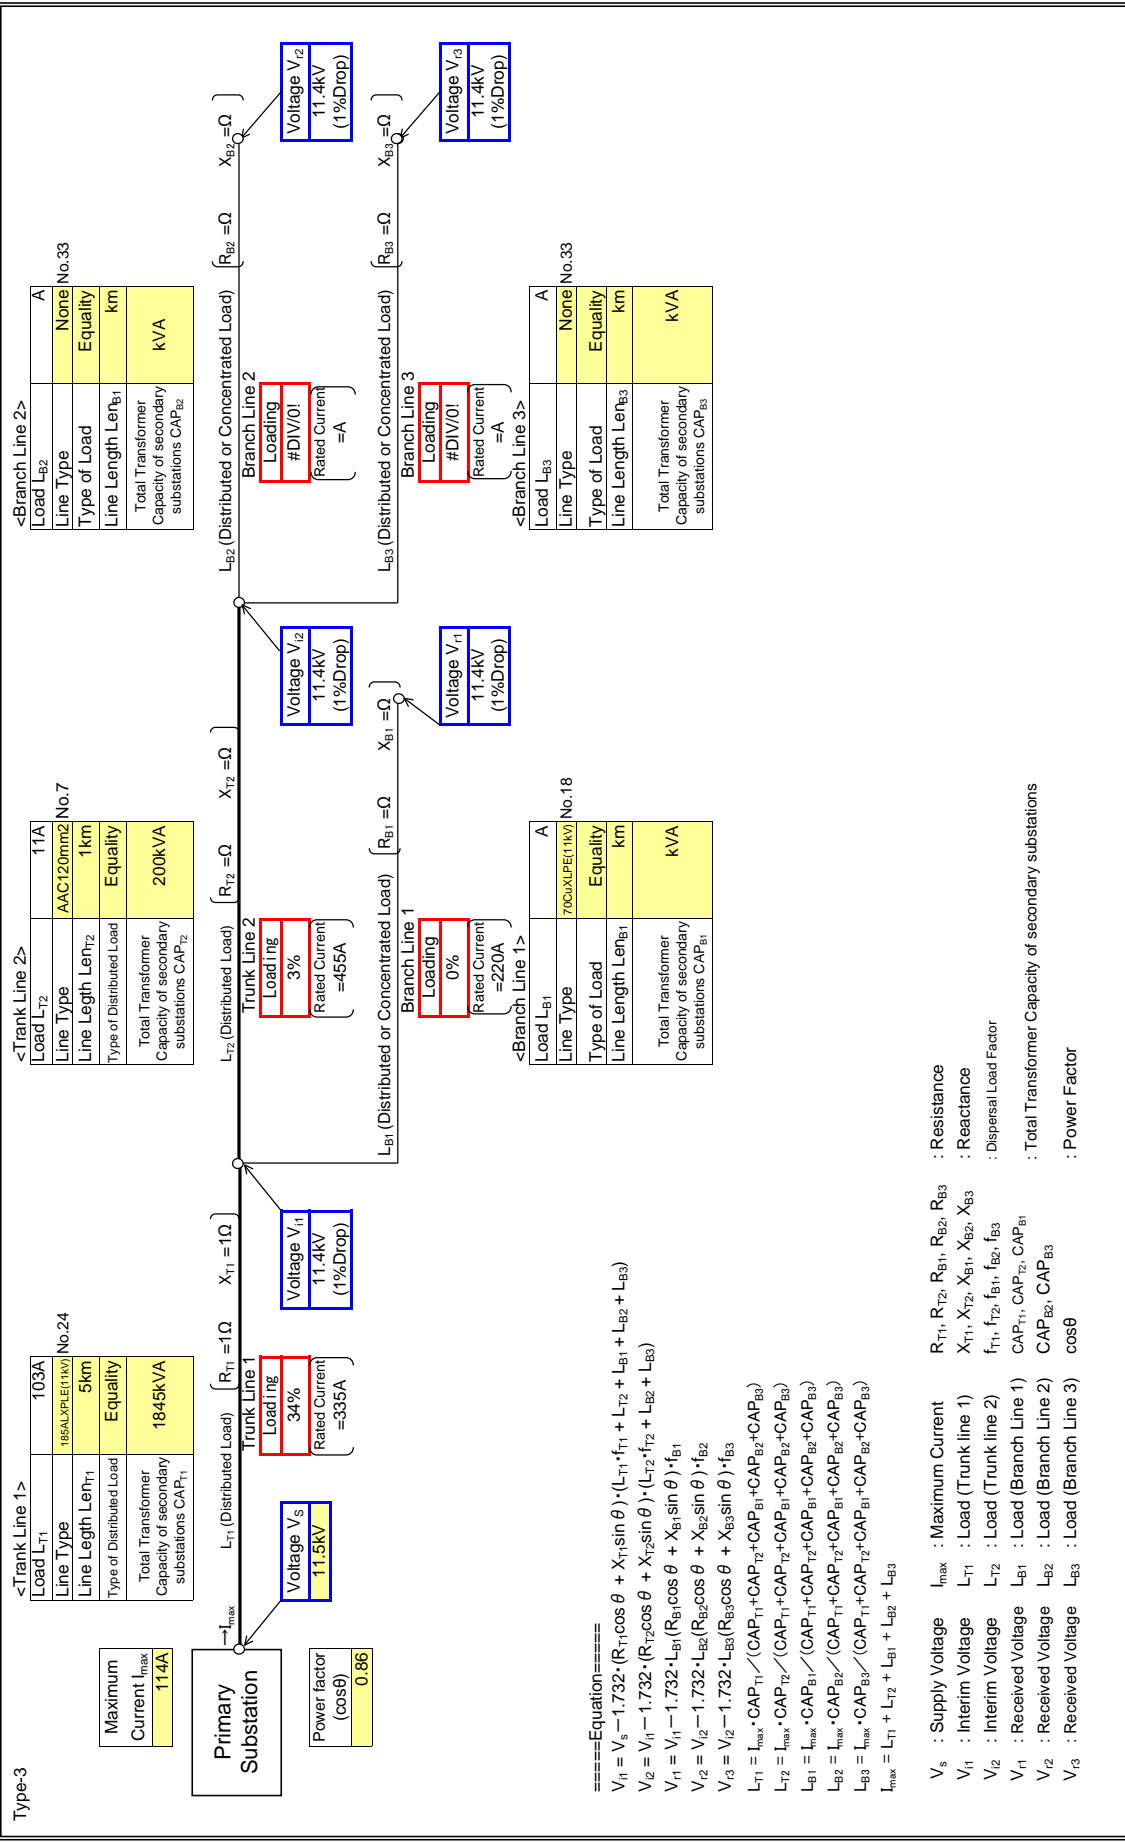 Type-3
Maximum
Current Imax
114A
Primary
Substation
Power factor
(cosθ)
0.86
→Imax
Voltage VS
11.5kV
<Trank Line 1>
Load LT1 103A
Line Type 185ALXPLE(11kV) No.24
Line Legth LenT1 5km
Type of Distributed Load Equality
Total Transformer
Capacity of secondary
substations CAPT1
1845kVA
LT1 (Distributed Load) RT1 =1Ω XT1 =1Ω
Trunk Line 1
Loading
34%
Rated Current
=335A
Voltage Vi1
11.4kV
(1%Drop)
<Trank Line 2>
Load LT2 11A
Line Type AAC120mm2 No.7
Line Legth LenT2 1km
Type of Distributed Load Equality
Total Transformer
Capacity of secondary
substations CAPT2
200kVA
LT2 (Distributed Load) RT2 =Ω XT2 =Ω
Trunk Line 2
Loading
3%
Rated Current
=455A
Voltage Vi2
11.4kV
(1%Drop)
LB1 (Distributed or Concentrated Load) RB1 =Ω XB1 =Ω
Branch Line 1
Loading
0%
Rated Current
=220A
Voltage Vr1
11.4kV
(1%Drop)
<Branch Line 1>
Load LB1 A
Line Type 70CuXLPE(11kV) No.18
Type of Load Equality
Line Length LenB1 km
Total Transformer
Capacity of secondary
substations CAPB1
kVA
<Branch Line 2>
Load LB2 A
Line Type None No.33
Type of Load Equality
Line Length LenB1 km
Total Transformer
Capacity of secondary
substations CAPB2
kVA
LB2 (Distributed or Concentrated Load) RB2 =Ω XB2 =Ω
Branch Line 2
Loading
#DIV/0!
Rated Current
=A
Voltage Vr2
11.4kV
(1%Drop)
LB3 (Distributed or Concentrated Load) RB3 =Ω XB3 =Ω
Branch Line 3
Loading
#DIV/0!
Rated Current
=A
Voltage Vr3
11.4kV
(1%Drop)
<Branch Line 3>
Load LB3 A
Line Type None No.33
Type of Load Equality
Line Length LenB3 km
Total Transformer
Capacity of secondary
substations CAPB3
kVA
=====Equation=====
Vi1 = Vs－1.732・(RT1cosθ + XT1sinθ)・(LT1・fT1 + LT2 + LB1 + LB2 + LB3)
Vi2 = Vi1－1.732・(RT2cosθ + XT2sinθ)・(LT2・fT2 + LB2 + LB3)
Vr1 = Vi1－1.732・LB1(RB1cosθ + XB1sinθ)・fB1
Vr2 = Vi2－1.732・LB2(RB2cosθ + XB2sinθ)・fB2
Vr3 = Vi2－1.732・LB3(RB3cosθ + XB3sinθ)・fB3
LT1 = Imax・CAPT1／(CAPT1+CAPT2+CAPB1+CAPB2+CAPB3)
LT2 = Imax・CAPT2／(CAPT1+CAPT2+CAPB1+CAPB2+CAPB3)
LB1 = Imax・CAPB1／(CAPT1+CAPT2+CAPB1+CAPB2+CAPB3)
LB2 = Imax・CAPB2／(CAPT1+CAPT2+CAPB1+CAPB2+CAPB3)
LB3 = Imax・CAPB3／(CAPT1+CAPT2+CAPB1+CAPB2+CAPB3)
Imax = LT1 + LT2 + LB1 + LB2 + LB3
Vs : Supply Voltage Imax : Maximum Current RT1, RT2, RB1, RB2, RB3 : Resistance
Vi1 : Interim Voltage LT1 : Load (Trunk line 1) XT1, XT2, XB1, XB2, XB3 : Reactance
Vi2 : Interim Voltage LT2 : Load (Trunk line 2) fT1, fT2, fB1, fB2, fB3 : Dispersal Load Factor
Vr1 : Received Voltage LB1 : Load (Branch Line 1) CAPT1, CAPT2, CAPB1
Vr2 : Received Voltage LB2 : Load (Branch Line 2) CAPB2, CAPB3 : Total Transformer Capacity of secondary substations
Vr3 : Received Voltage LB3 : Load (Branch Line 3) cosθ : Power Factor